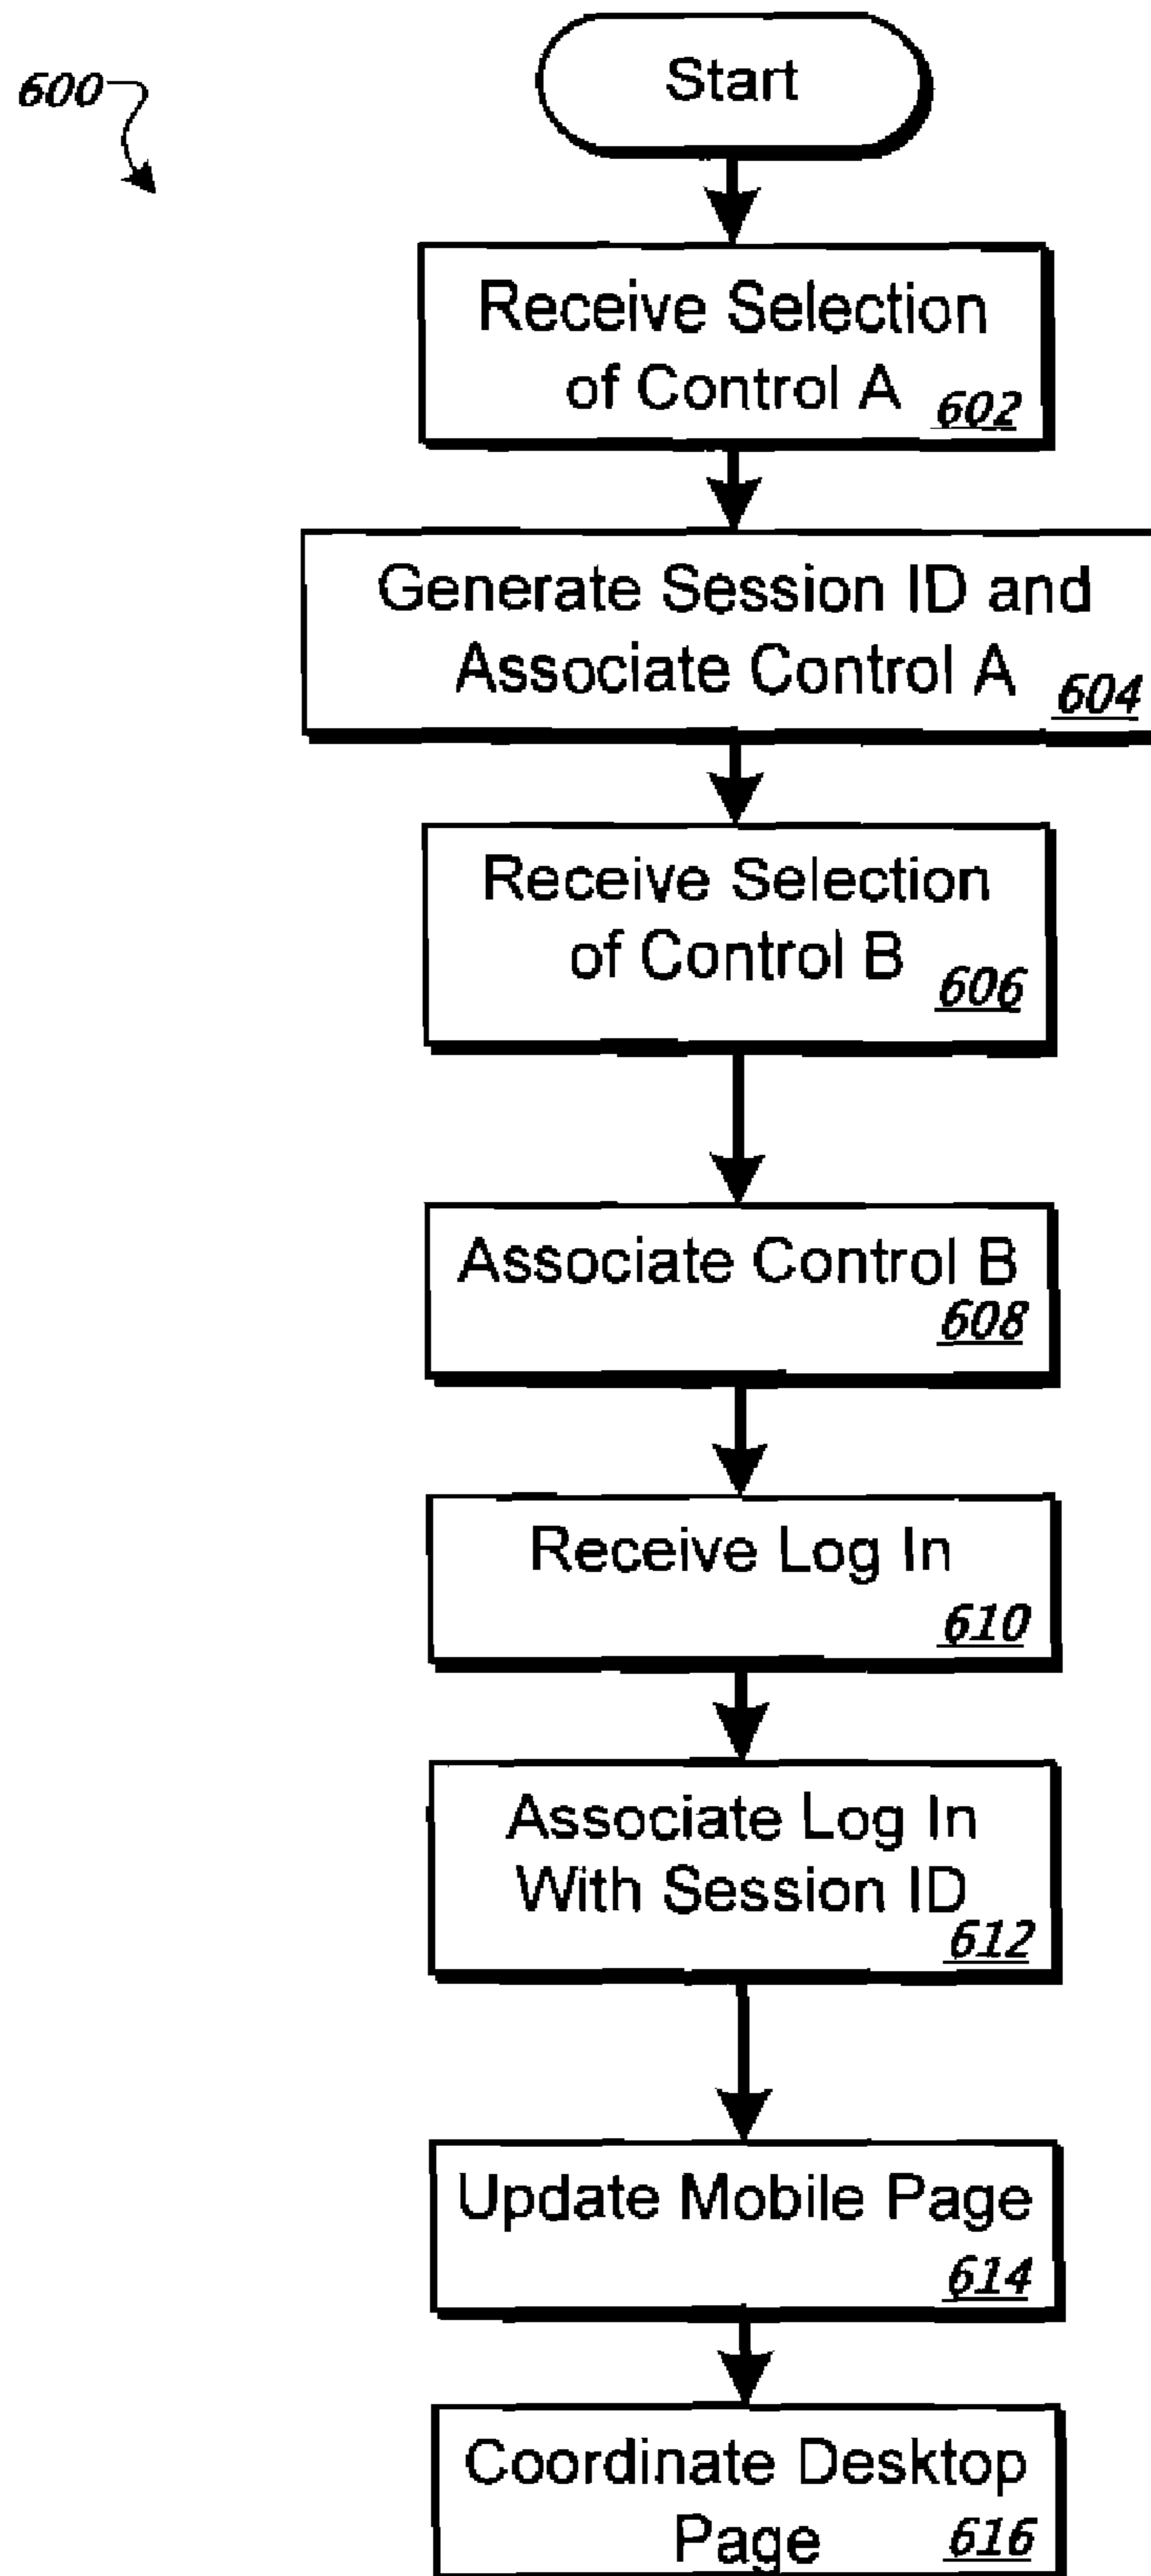 600
Start
Receive Selection
of Control A 602
Generate Session ID and
Associate Control A 604
Receive Selection
of Control B 606
Associate Control B
608
Receive Log In
610
Associate Log In
With Session ID
612
Update Mobile Page
614
Coordinate Desktop
Page 616